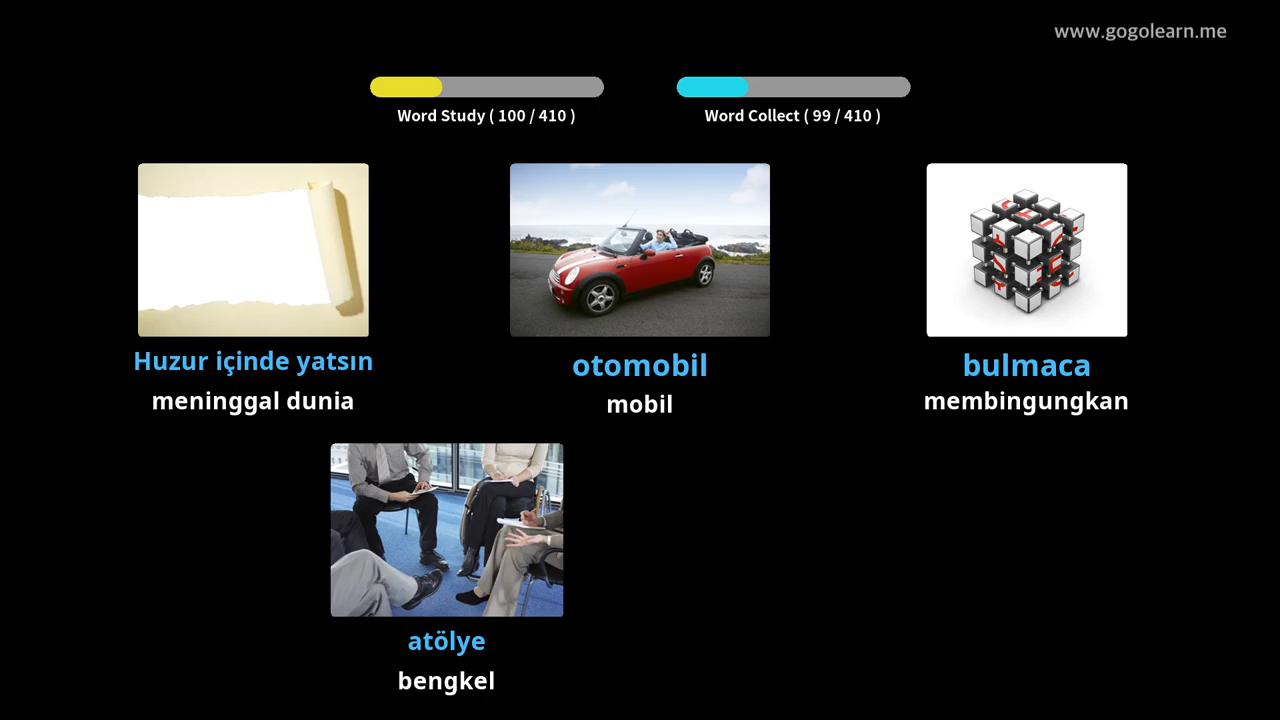 www.gogolearn.me
Word Study ( 100 / 410 )
Word Collect ( 99 / 410 )
Huzur içinde yatsın
meninggal dunia
otomobil
mobil
bulmaca
membingungkan
atölye
bengkel